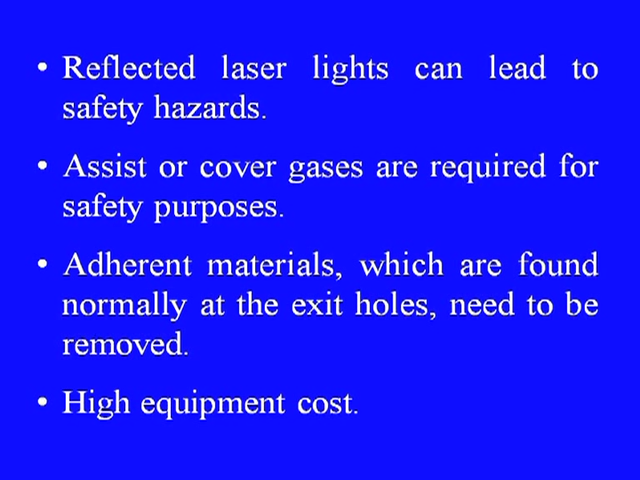 • Reflected laser lights can lead to
safety hazards.
• Assist or cover gases are required for
safety purposes.
• Adherent materials, which are found
normally at the exit holes, need to be
removed.
• High equipment cost.